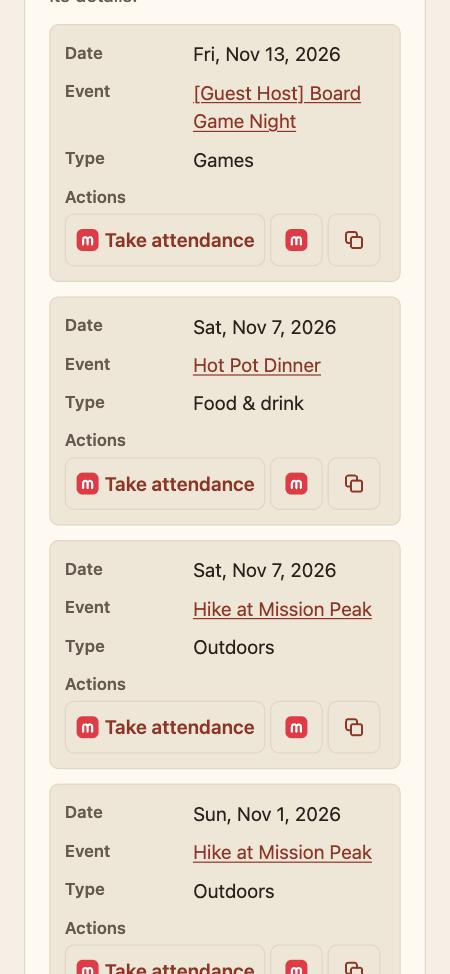 Date Fri, Nov 13, 2026
Event [Guest Host] Board
Game Night
Type Games
Actions
m Take attendance m
Date Sat, Nov 7, 2026
Event Hot Pot Dinner
Type Food & drink
Actions
m Take attendance m
Date Sat, Nov 7, 2026
Event Hike at Mission Peak
Type Outdoors
Actions
m Take attendance m
Date Sun, Nov 1, 2026
Event Hike at Mission Peak
Type Outdoors
Actions
m Take attendance m